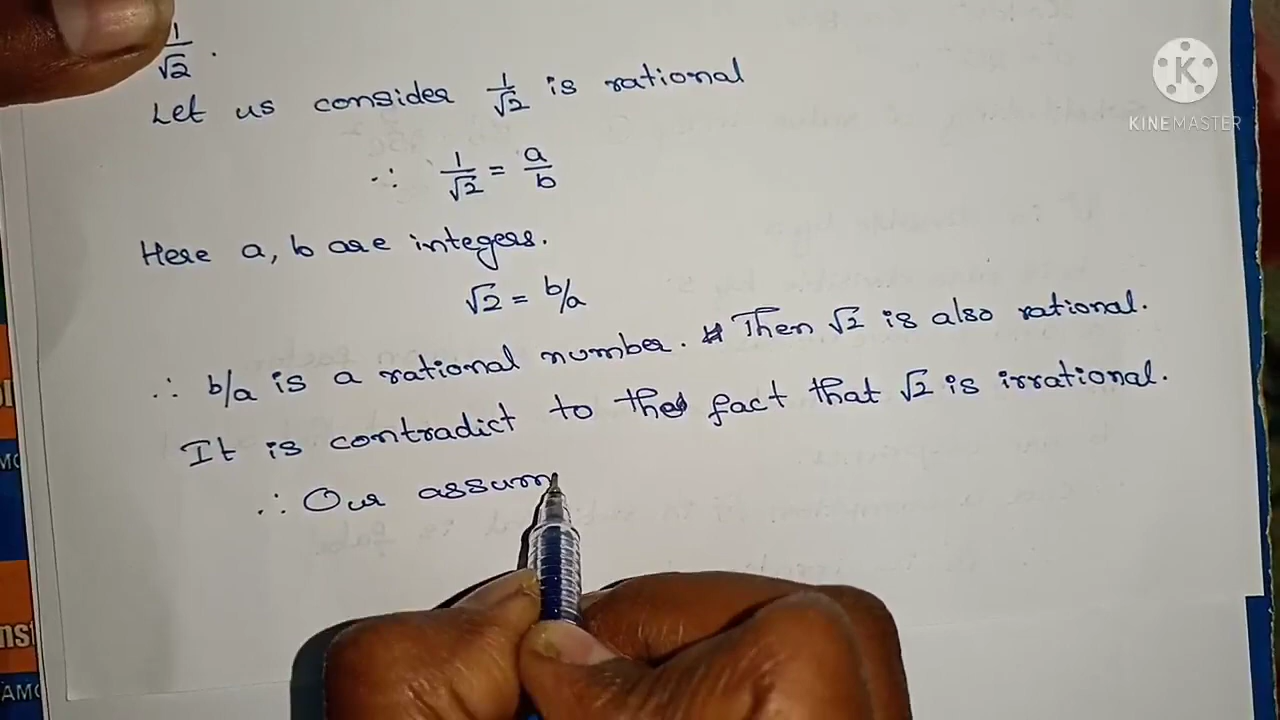 1/√2 .
Let us consider 1/√2 is rational
∴ 1/√2 = a/b
Here a, b are integers.
√2 = b/a
∴ b/a is a rational number. Then √2 is also rational.
It is contradict to the fact that √2 is irrational.
∴ Our assum
KINEMASTER